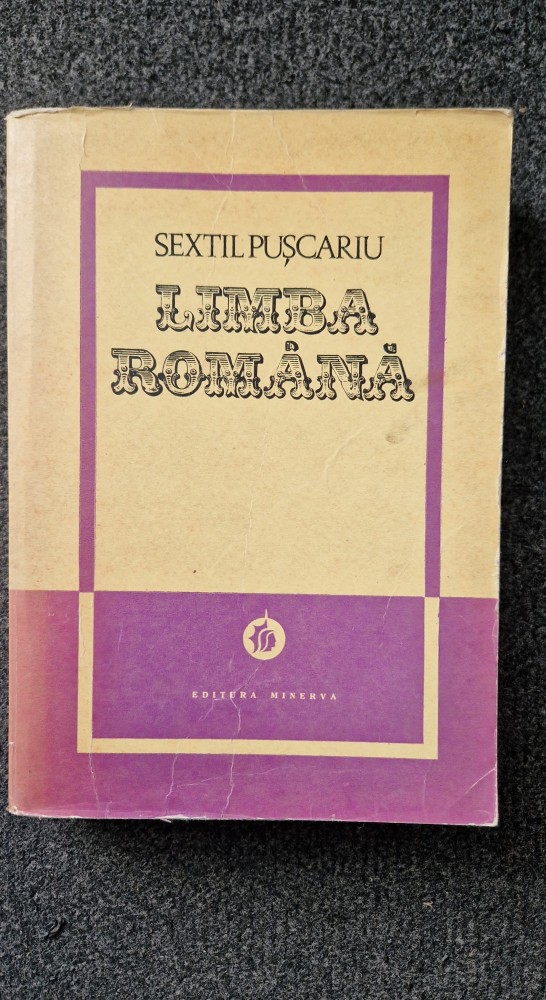 SEXTIL PUȘCARIU
LIMBA
ROMÂNĂ
EDITURA MINERVA